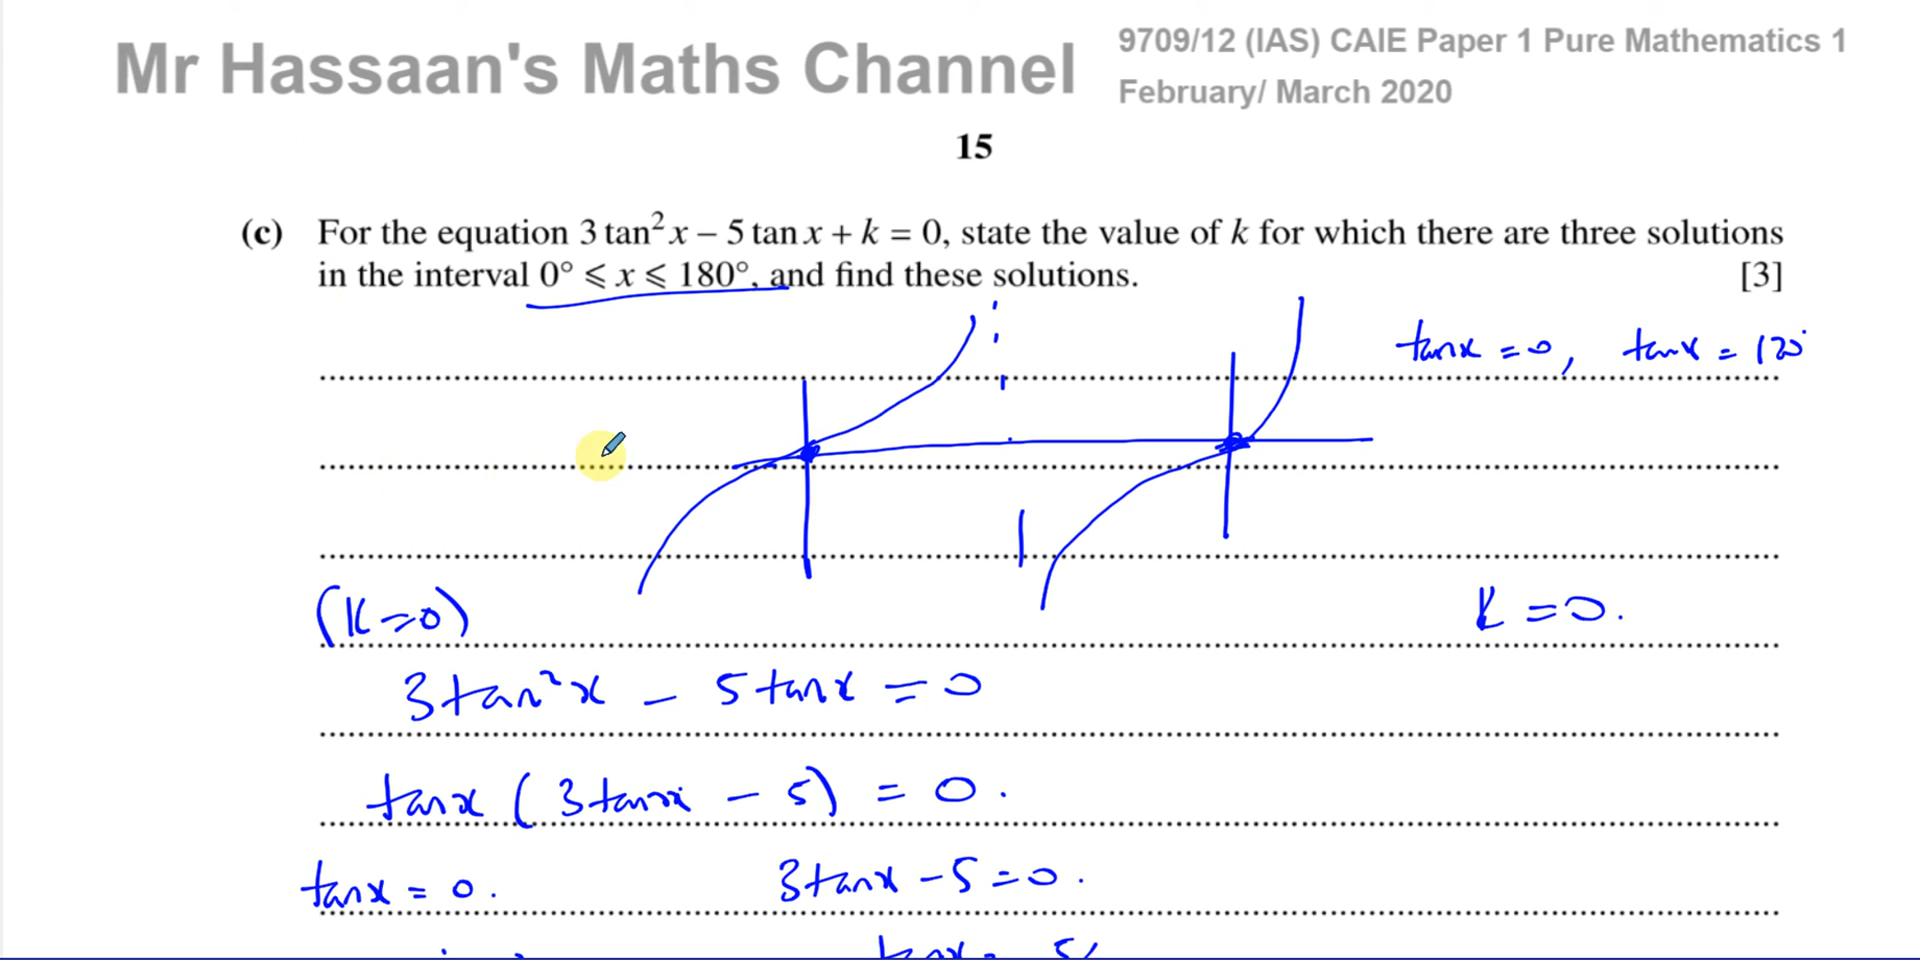 Mr Hassaan's Maths Channel
9709/12 (IAS) CAIE Paper 1 Pure Mathematics 1
February/ March 2020
15
(c) For the equation 3 tan² x − 5 tan x + k = 0, state the value of k for which there are three solutions
in the interval 0° ⩽ x ⩽ 180°, and find these solutions. [3]
tanx = 0, tanx =
(k=0) k = 0.
3tan²x − 5tanx = 0
tanx (3tanx − 5) = 0.
tanx = 0. 3tanx − 5 = 0.